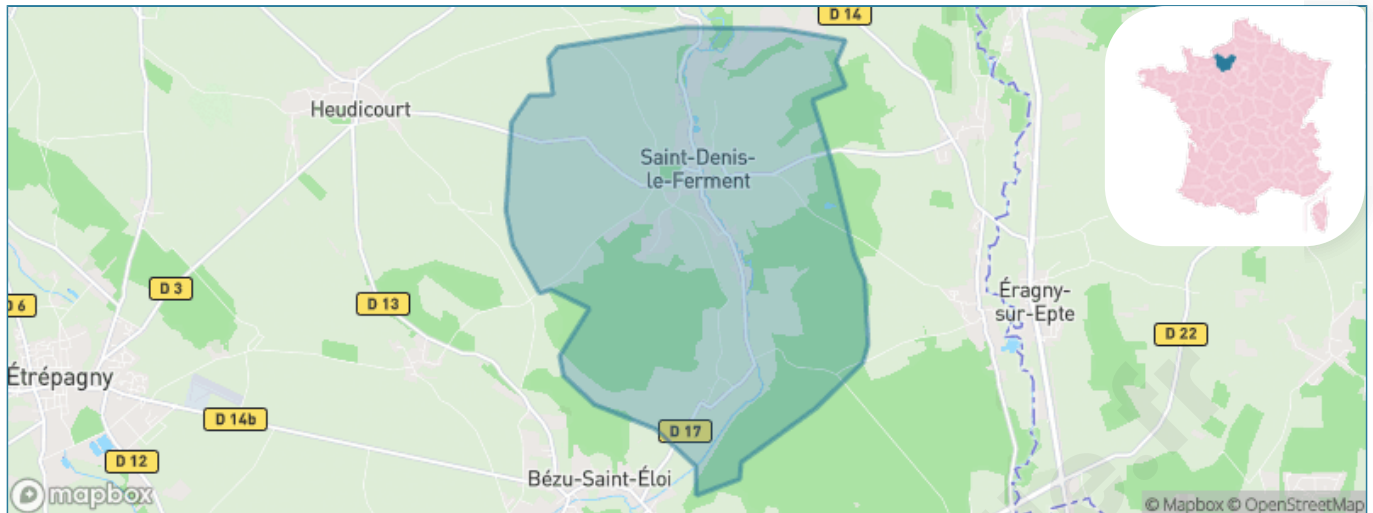 D 14
Heudicourt
Saint-Denis-
le-Ferment
D 3
D 6
D 13
Éragny-
sur-Epte
D 22
Étrépagny
D 14b
D 17
D 12
Bézu-Saint-Éloi
mapbox
© Mapbox © OpenStreetMap